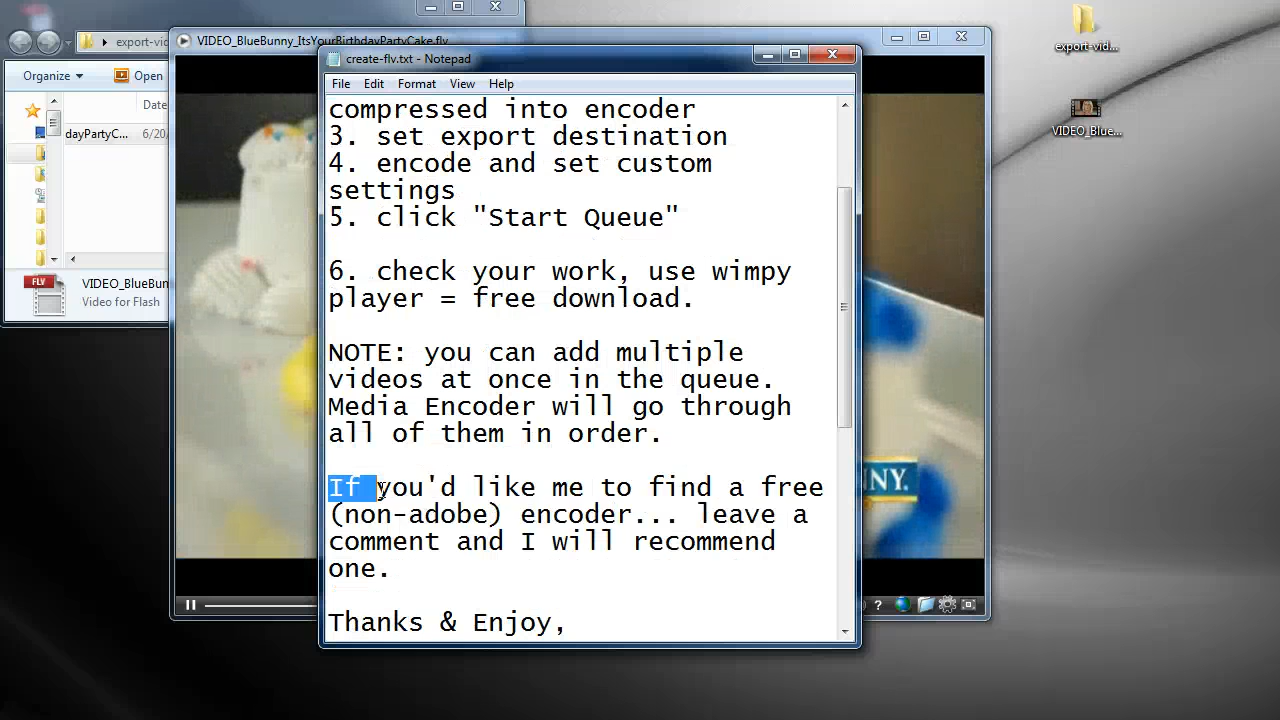 export-vid
VIDEO_BlueBunny_ItsYourBirthdayPartyCake.flv
create-flv.txt - Notepad
Organize
Open
File Edit Format View Help
Date
dayPartyC... 6/20/
compressed into encoder
3. set export destination
4. encode and set custom
settings
5. click "Start Queue"
6. check your work, use wimpy
player = free download.
NOTE: you can add multiple
videos at once in the queue.
Media Encoder will go through
all of them in order.
If you'd like me to find a free
(non-adobe) encoder... leave a
comment and I will recommend
one.
Thanks & Enjoy,
FLV
VIDEO_BlueBun
Video for Flash
NNY.
?
export-vid...
VIDEO_Blue...